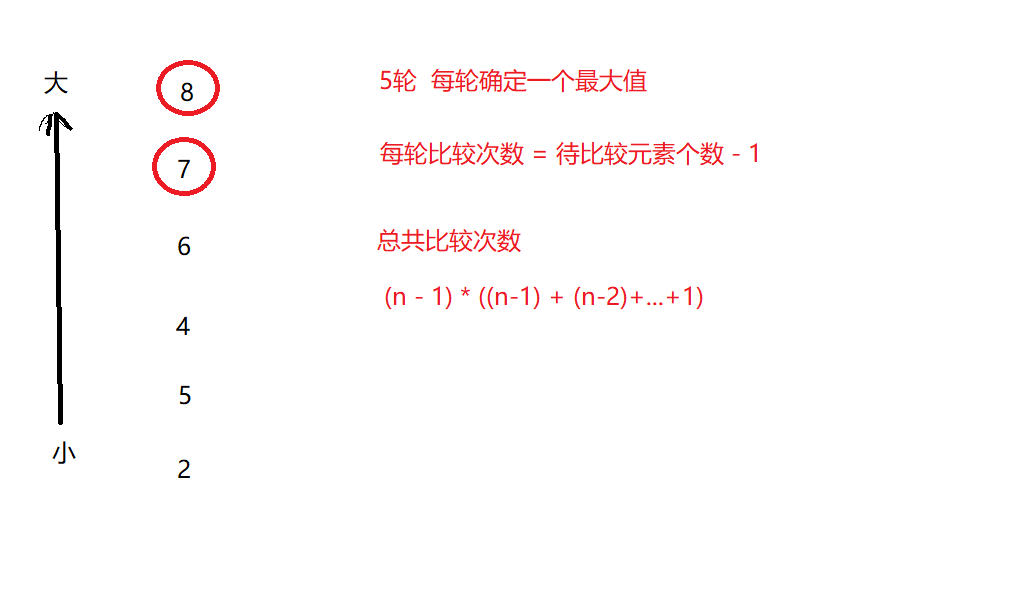 大
8
5轮 每轮确定一个最大值
7
每轮比较次数 = 待比较元素个数 - 1
6
总共比较次数
(n - 1) * ((n-1) + (n-2)+...+1)
4
5
小
2